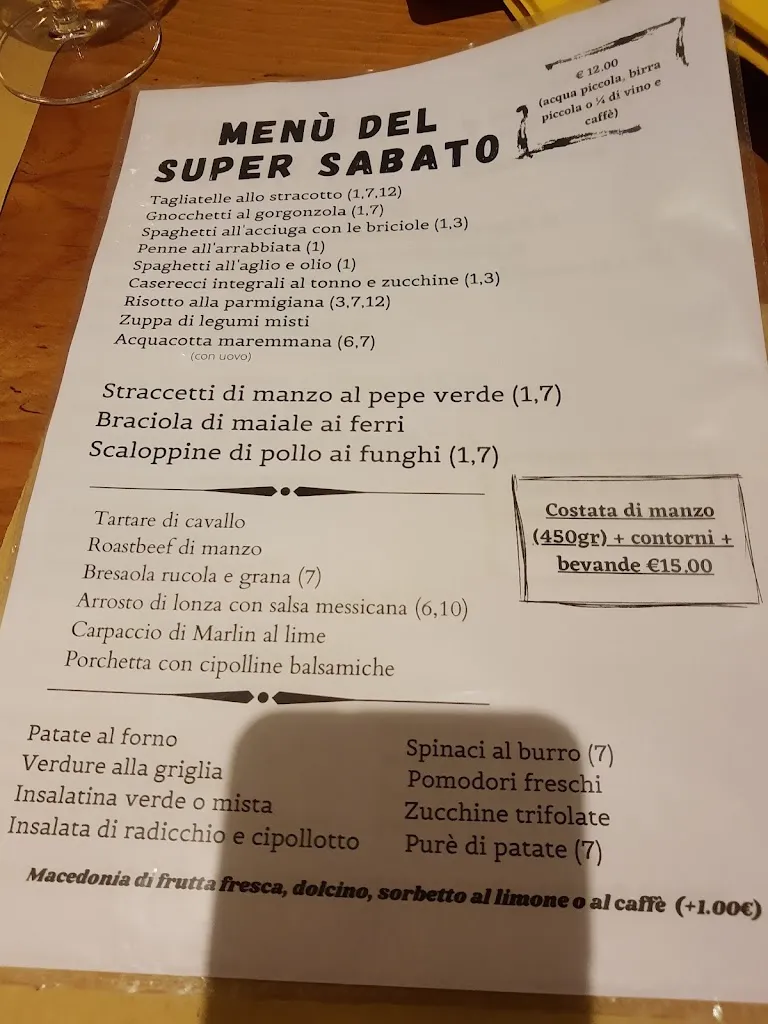 € 12.00
(acqua piccola, birra
piccola o ¼ di vino e
caffè)
MENÙ DEL
SUPER SABATO
Tagliatelle allo stracotto (1,7,12)
Gnocchetti al gorgonzola (1,7)
Spaghetti all'acciuga con le briciole (1,3)
Penne all'arrabbiata (1)
Spaghetti all'aglio e olio (1)
Caserecci integrali al tonno e zucchine (1,3)
Risotto alla parmigiana (3,7,12)
Zuppa di legumi misti
Acquacotta maremmana (6,7)
(con uovo)
Straccetti di manzo al pepe verde (1,7)
Braciola di maiale ai ferri
Scaloppine di pollo ai funghi (1,7)
Costata di manzo
(450gr) + contorni +
bevande €15.00
Tartare di cavallo
Roastbeef di manzo
Bresaola rucola e grana (7)
Arrosto di lonza con salsa messicana (6,10)
Carpaccio di Marlin al lime
Porchetta con cipolline balsamiche
Patate al forno
Verdure alla griglia
Insalatina verde o mista
Insalata di radicchio e cipollotto
Spinaci al burro (7)
Pomodori freschi
Zucchine trifolate
Purè di patate (7)
Macedonia di frutta fresca, dolcino, sorbetto al limone o al caffè (+1.00€)